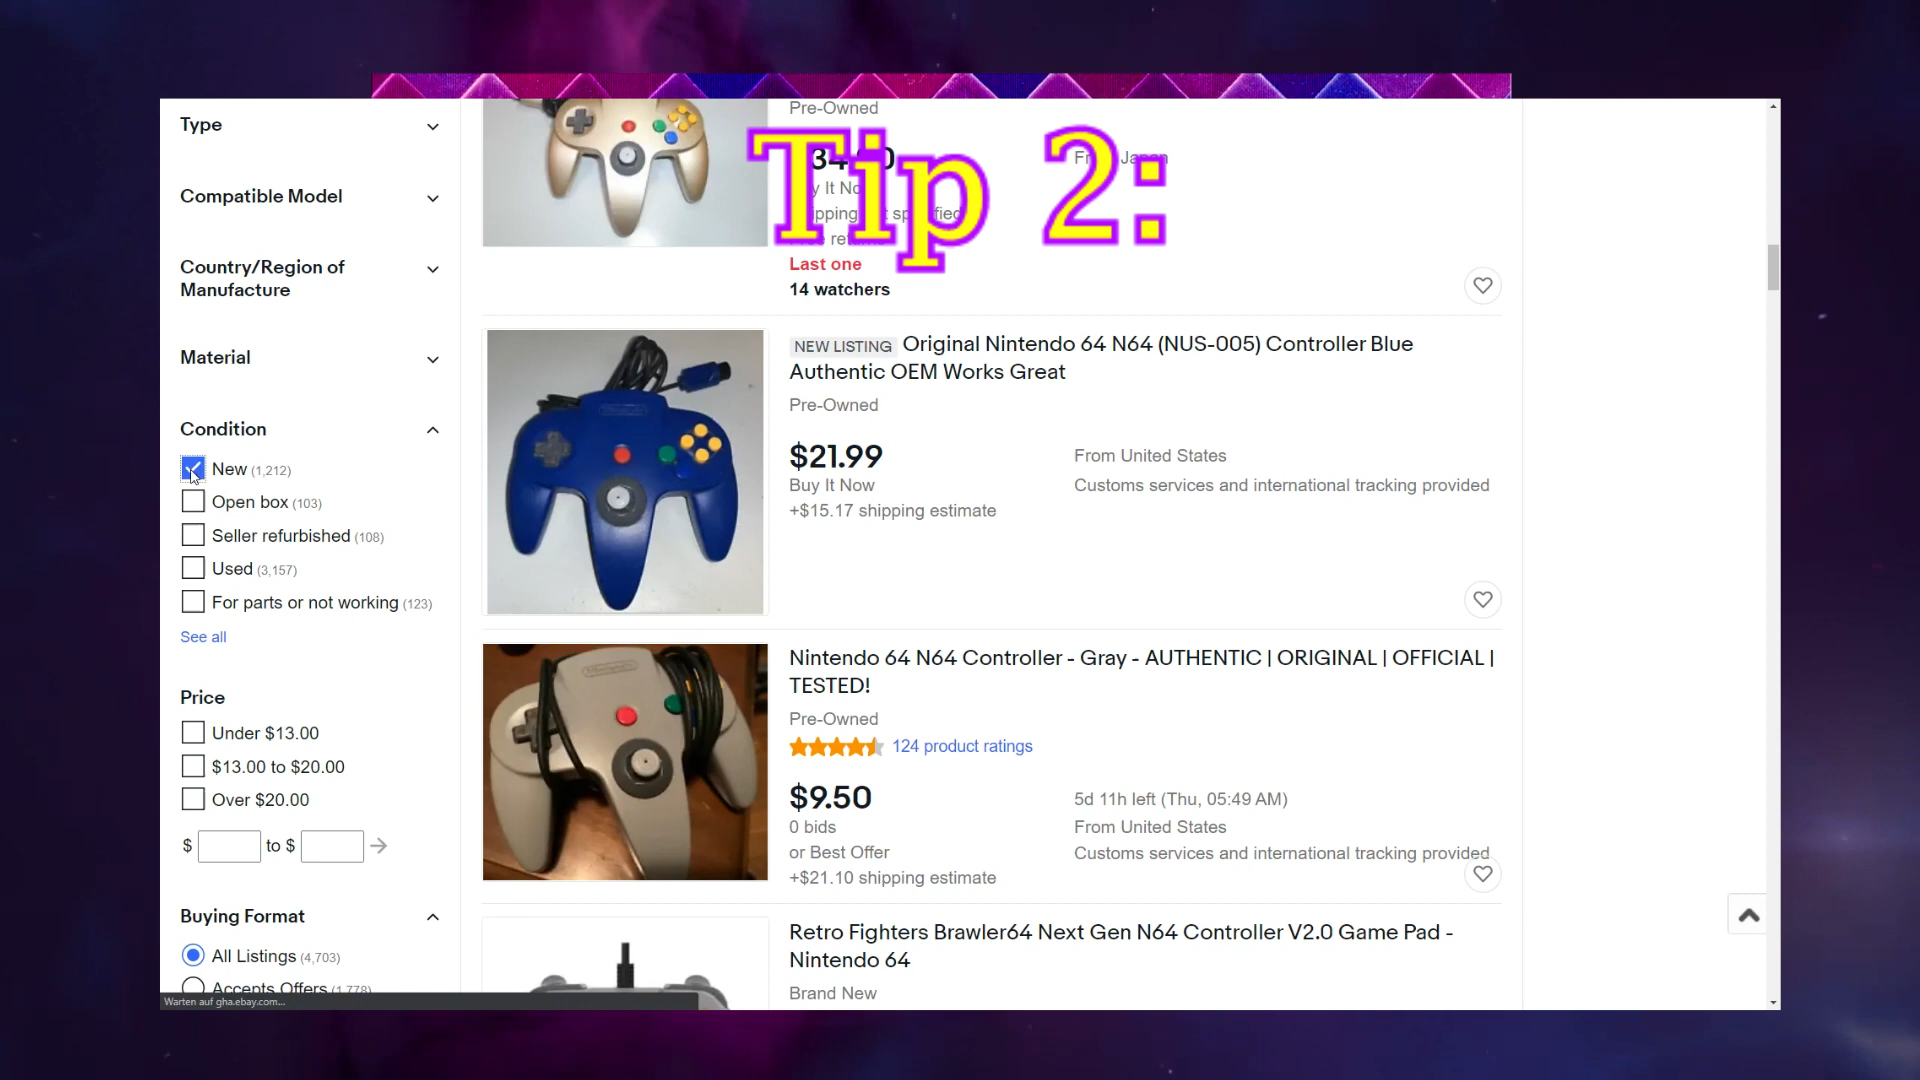 Type
Compatible Model
Country/Region of
Manufacture
Material
Condition
New (1,212)
Open box (103)
Seller refurbished (108)
Used (3,157)
For parts or not working (123)
See all
Price
Under $13.00
$13.00 to $20.00
Over $20.00
$ to $
Buying Format
All Listings (4,703)
Accepts Offers (1,778)
Warten auf gha.ebay.com...
Tip 2:
Pre-Owned
Last one
14 watchers
NEW LISTING Original Nintendo 64 N64 (NUS-005) Controller Blue
Authentic OEM Works Great
Pre-Owned
$21.99
From United States
Buy It Now
Customs services and international tracking provided
+$15.17 shipping estimate
Nintendo 64 N64 Controller - Gray - AUTHENTIC | ORIGINAL | OFFICIAL |
TESTED!
Pre-Owned
124 product ratings
$9.50
5d 11h left (Thu, 05:49 AM)
0 bids
From United States
or Best Offer
Customs services and international tracking provided
+$21.10 shipping estimate
Retro Fighters Brawler64 Next Gen N64 Controller V2.0 Game Pad -
Nintendo 64
Brand New